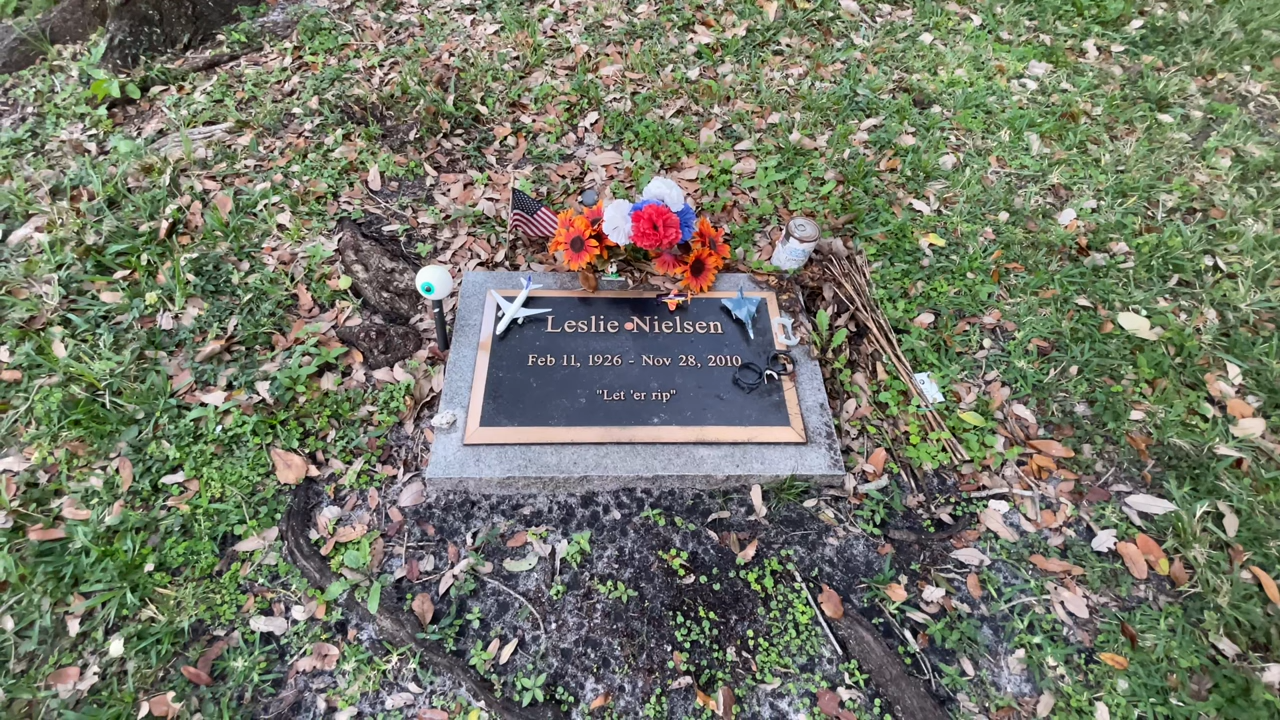 Leslie Nielsen
Feb 11, 1926 - Nov 28, 2010
"Let 'er rip"